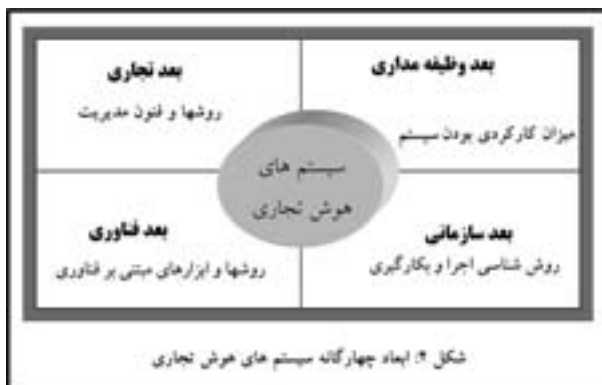 بعد وظیفه مداری
میزان کارکردی بودن سیستم
بعد تجاری
روشها و فنون مدیریت
سیستم های
هوش تجاری
بعد سازمانی
روش شناسی اجرا و بکارگیری
بعد فناوری
روشها و ابزارهای مبتنی بر فناوری
شکل ۲: ابعاد چهارگانه سیستم های هوش تجاری